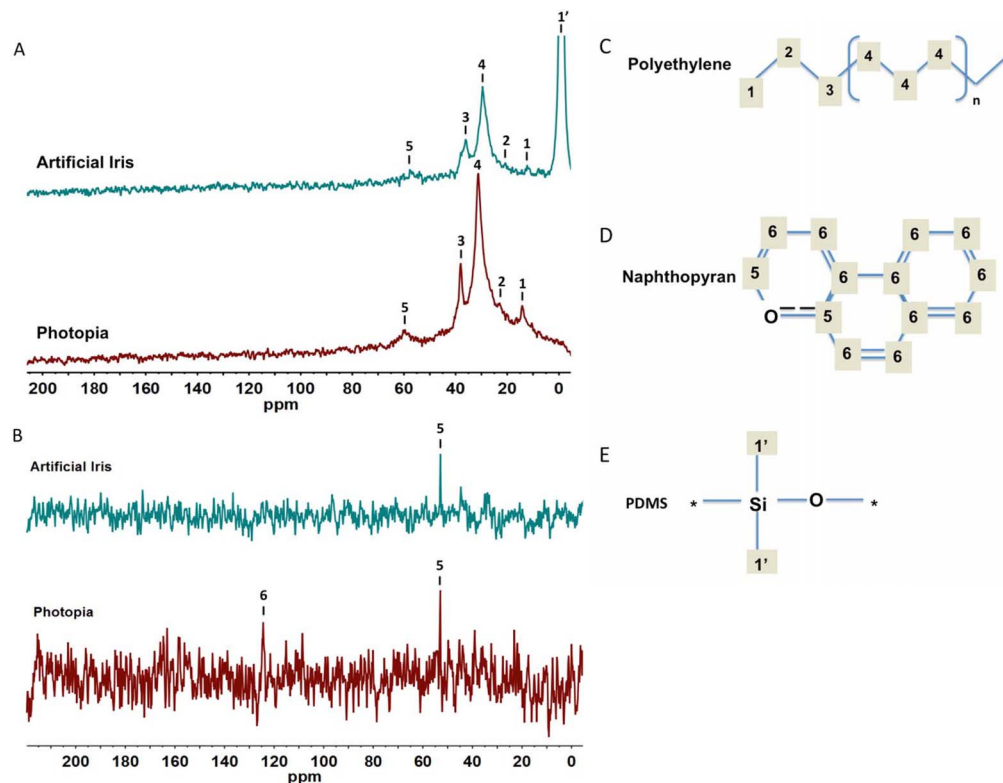 A
1'
4
3
5
2
1
Artificial Iris
4
3
5
2
1
Photopia
200 180 160 140 120 100 80 60 40 20 0
ppm
B
5
Artificial Iris
5
6
Photopia
200 180 160 140 120 100 80 60 40 20 0
ppm
C
Polyethylene
2 4 4
1 3 4
n
D
6 6 6 6
5 6 6 6
Naphthopyran
O 5 6 6
6 6
E
1'
PDMS * Si O *
1'